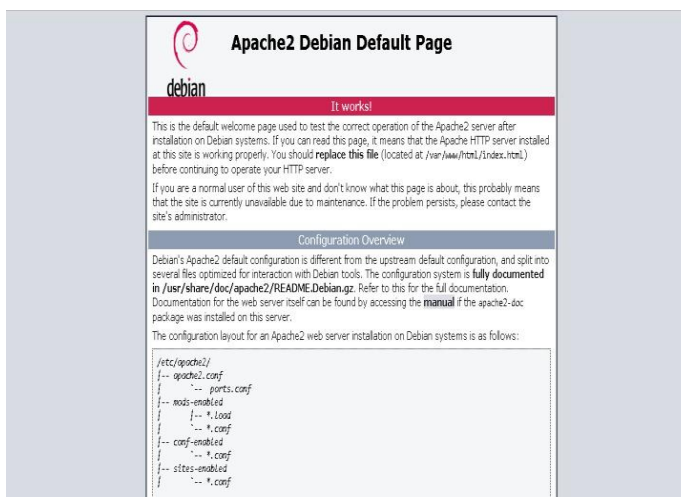 Apache2 Debian Default Page
debian
It works!
This is the default welcome page used to test the correct operation of the Apache2 server after
installation on Debian systems. If you can read this page, it means that the Apache HTTP server installed
at this site is working properly. You should replace this file (located at /var/www/html/index.html)
before continuing to operate your HTTP server.
If you are a normal user of this web site and don't know what this page is about, this probably means
that the site is currently unavailable due to maintenance. If the problem persists, please contact the
site's administrator.
Configuration Overview
Debian's Apache2 default configuration is different from the upstream default configuration, and split into
several files optimized for interaction with Debian tools. The configuration system is fully documented
in /usr/share/doc/apache2/README.Debian.gz. Refer to this for the full documentation.
Documentation for the web server itself can be found by accessing the manual if the apache2-doc
package was installed on this server.
The configuration layout for an Apache2 web server installation on Debian systems is as follows:
/etc/apache2/
|-- apache2.conf
|       `-- ports.conf
|-- mods-enabled
|       |-- *.load
|       `-- *.conf
|-- conf-enabled
|       `-- *.conf
|-- sites-enabled
|       `-- *.conf